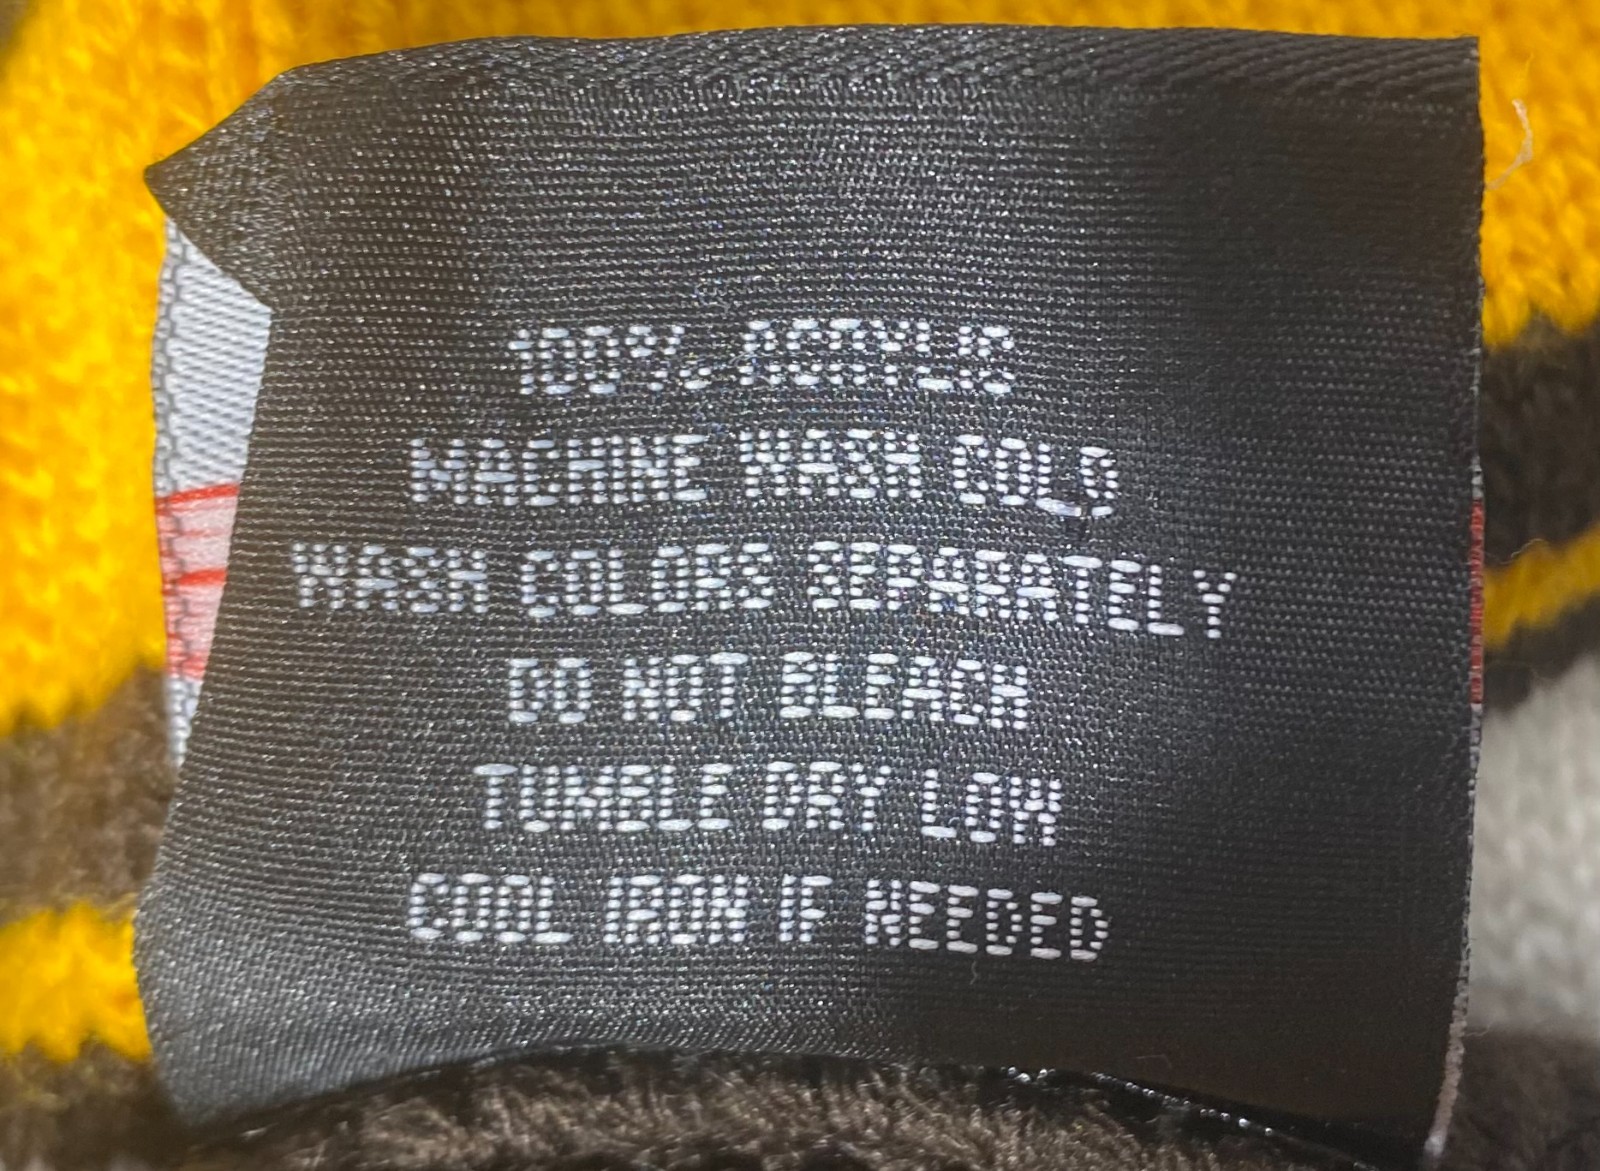 100% ACRYLIC
MACHINE WASH COLD
WASH COLORS SEPARATELY
DO NOT BLEACH
TUMBLE DRY LOW
COOL IRON IF NEEDED